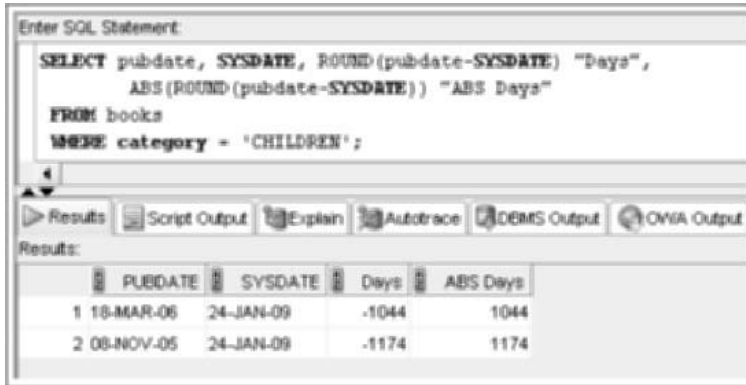 Enter SQL Statement:
SELECT pubdate, SYSDATE, ROUND(pubdate-SYSDATE) "Days",
ABS(ROUND(pubdate-SYSDATE)) "ABS Days"
FROM books
WHERE category = 'CHILDREN';
Results Script Output Explain Autotrace DBMS Output OWA Output
Results:
PUBDATE SYSDATE Days ABS Days
1 18-MAR-06 24-JAN-09 -1044 1044
2 08-NOV-05 24-JAN-09 -1174 1174